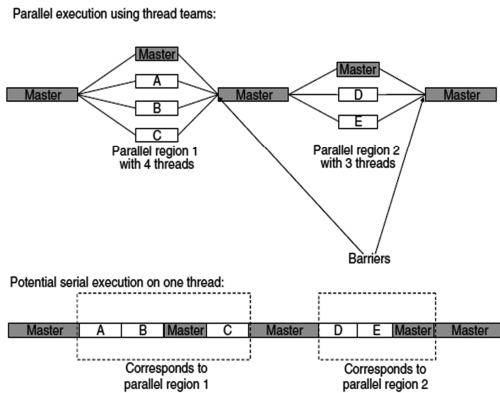 Parallel execution using thread teams:
Master
Master
A
B
C
Master
Master
D
E
Master
Parallel region 1
with 4 threads
Parallel region 2
with 3 threads
Barriers
Potential serial execution on one thread:
Master A B Master C Master D E Master Master
Corresponds to
parallel region 1
Corresponds to
parallel region 2